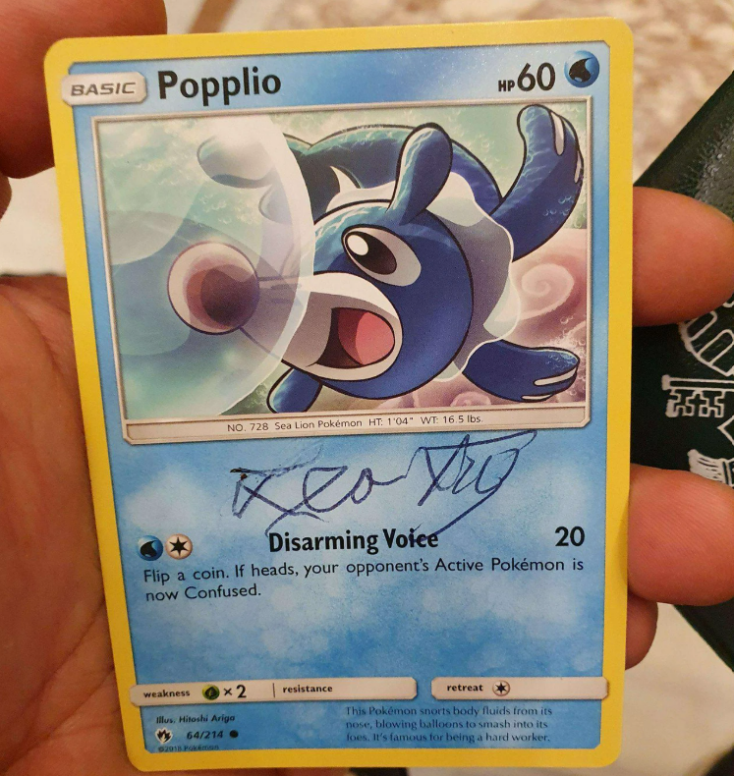 BASIC Popplio HP60
NO. 728 Sea Lion Pokémon HT: 1'04" WT: 16.5 lbs.
Disarming Voice 20
Flip a coin. If heads, your opponent's Active Pokémon is
now Confused.
weakness ×2 resistance retreat
Illus. Hitoshi Ariga
64/214
©2018 Pokémon
This Pokémon snorts body fluids from its
nose, blowing balloons to smash into its
foes. It's famous for being a hard worker.